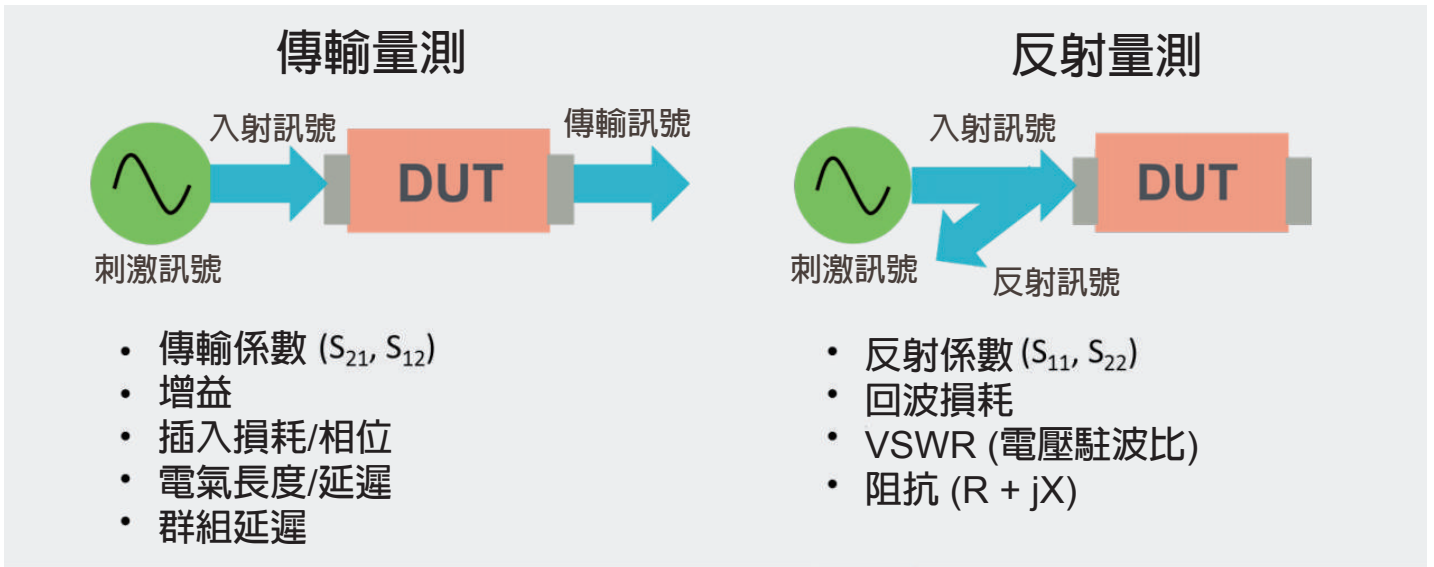 傳輸量測
入射訊號
傳輸訊號
DUT
刺激訊號
• 傳輸係數 (S₂₁, S₁₂)
• 增益
• 插入損耗/相位
• 電氣長度/延遲
• 群組延遲
反射量測
入射訊號
DUT
刺激訊號
反射訊號
• 反射係數 (S₁₁, S₂₂)
• 回波損耗
• VSWR (電壓駐波比)
• 阻抗 (R + jX)